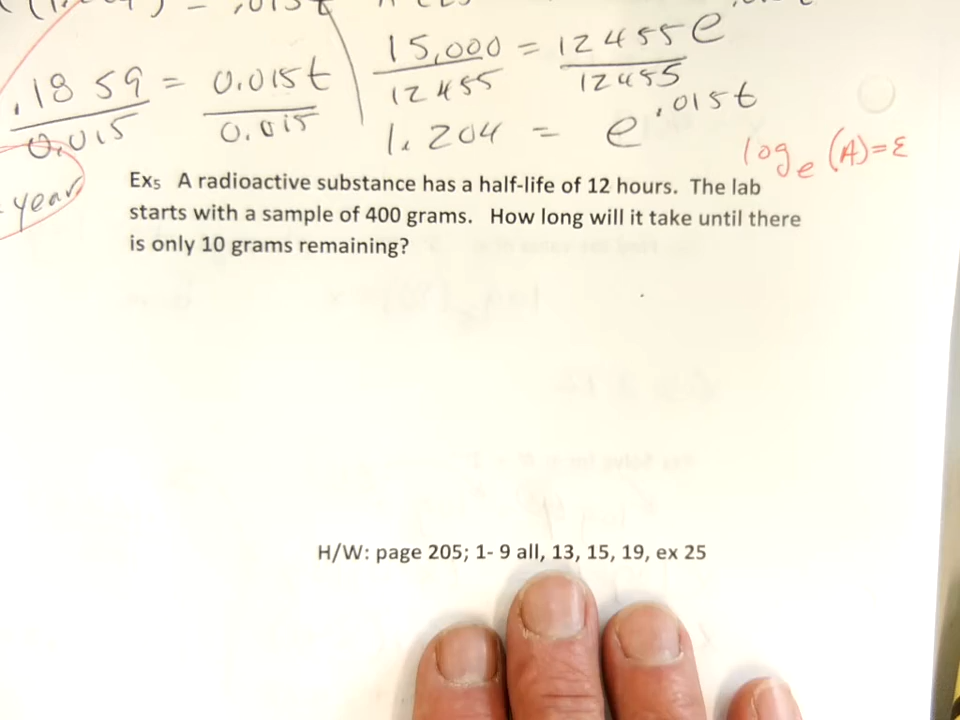 15,000 = 12455e
12455 12455
.1859 = 0.015t
0.015 0.015
1.204 = e^.015t
log_e (A)=ε
year
Ex5 A radioactive substance has a half-life of 12 hours. The lab
starts with a sample of 400 grams. How long will it take until there
is only 10 grams remaining?
H/W: page 205; 1- 9 all, 13, 15, 19, ex 25